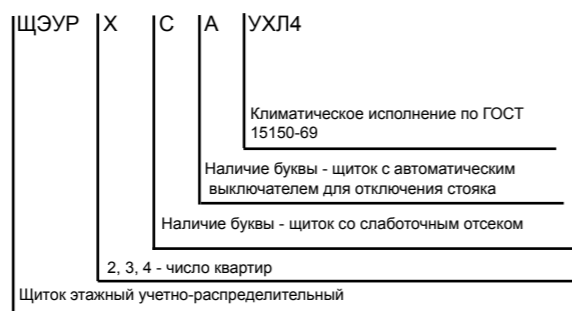 ЩЭУР Х С А УХЛ4
Климатическое исполнение по ГОСТ
15150-69
Наличие буквы - щиток с автоматическим
выключателем для отключения стояка
Наличие буквы - щиток со слаботочным отсеком
2, 3, 4 - число квартир
Щиток этажный учетно-распределительный